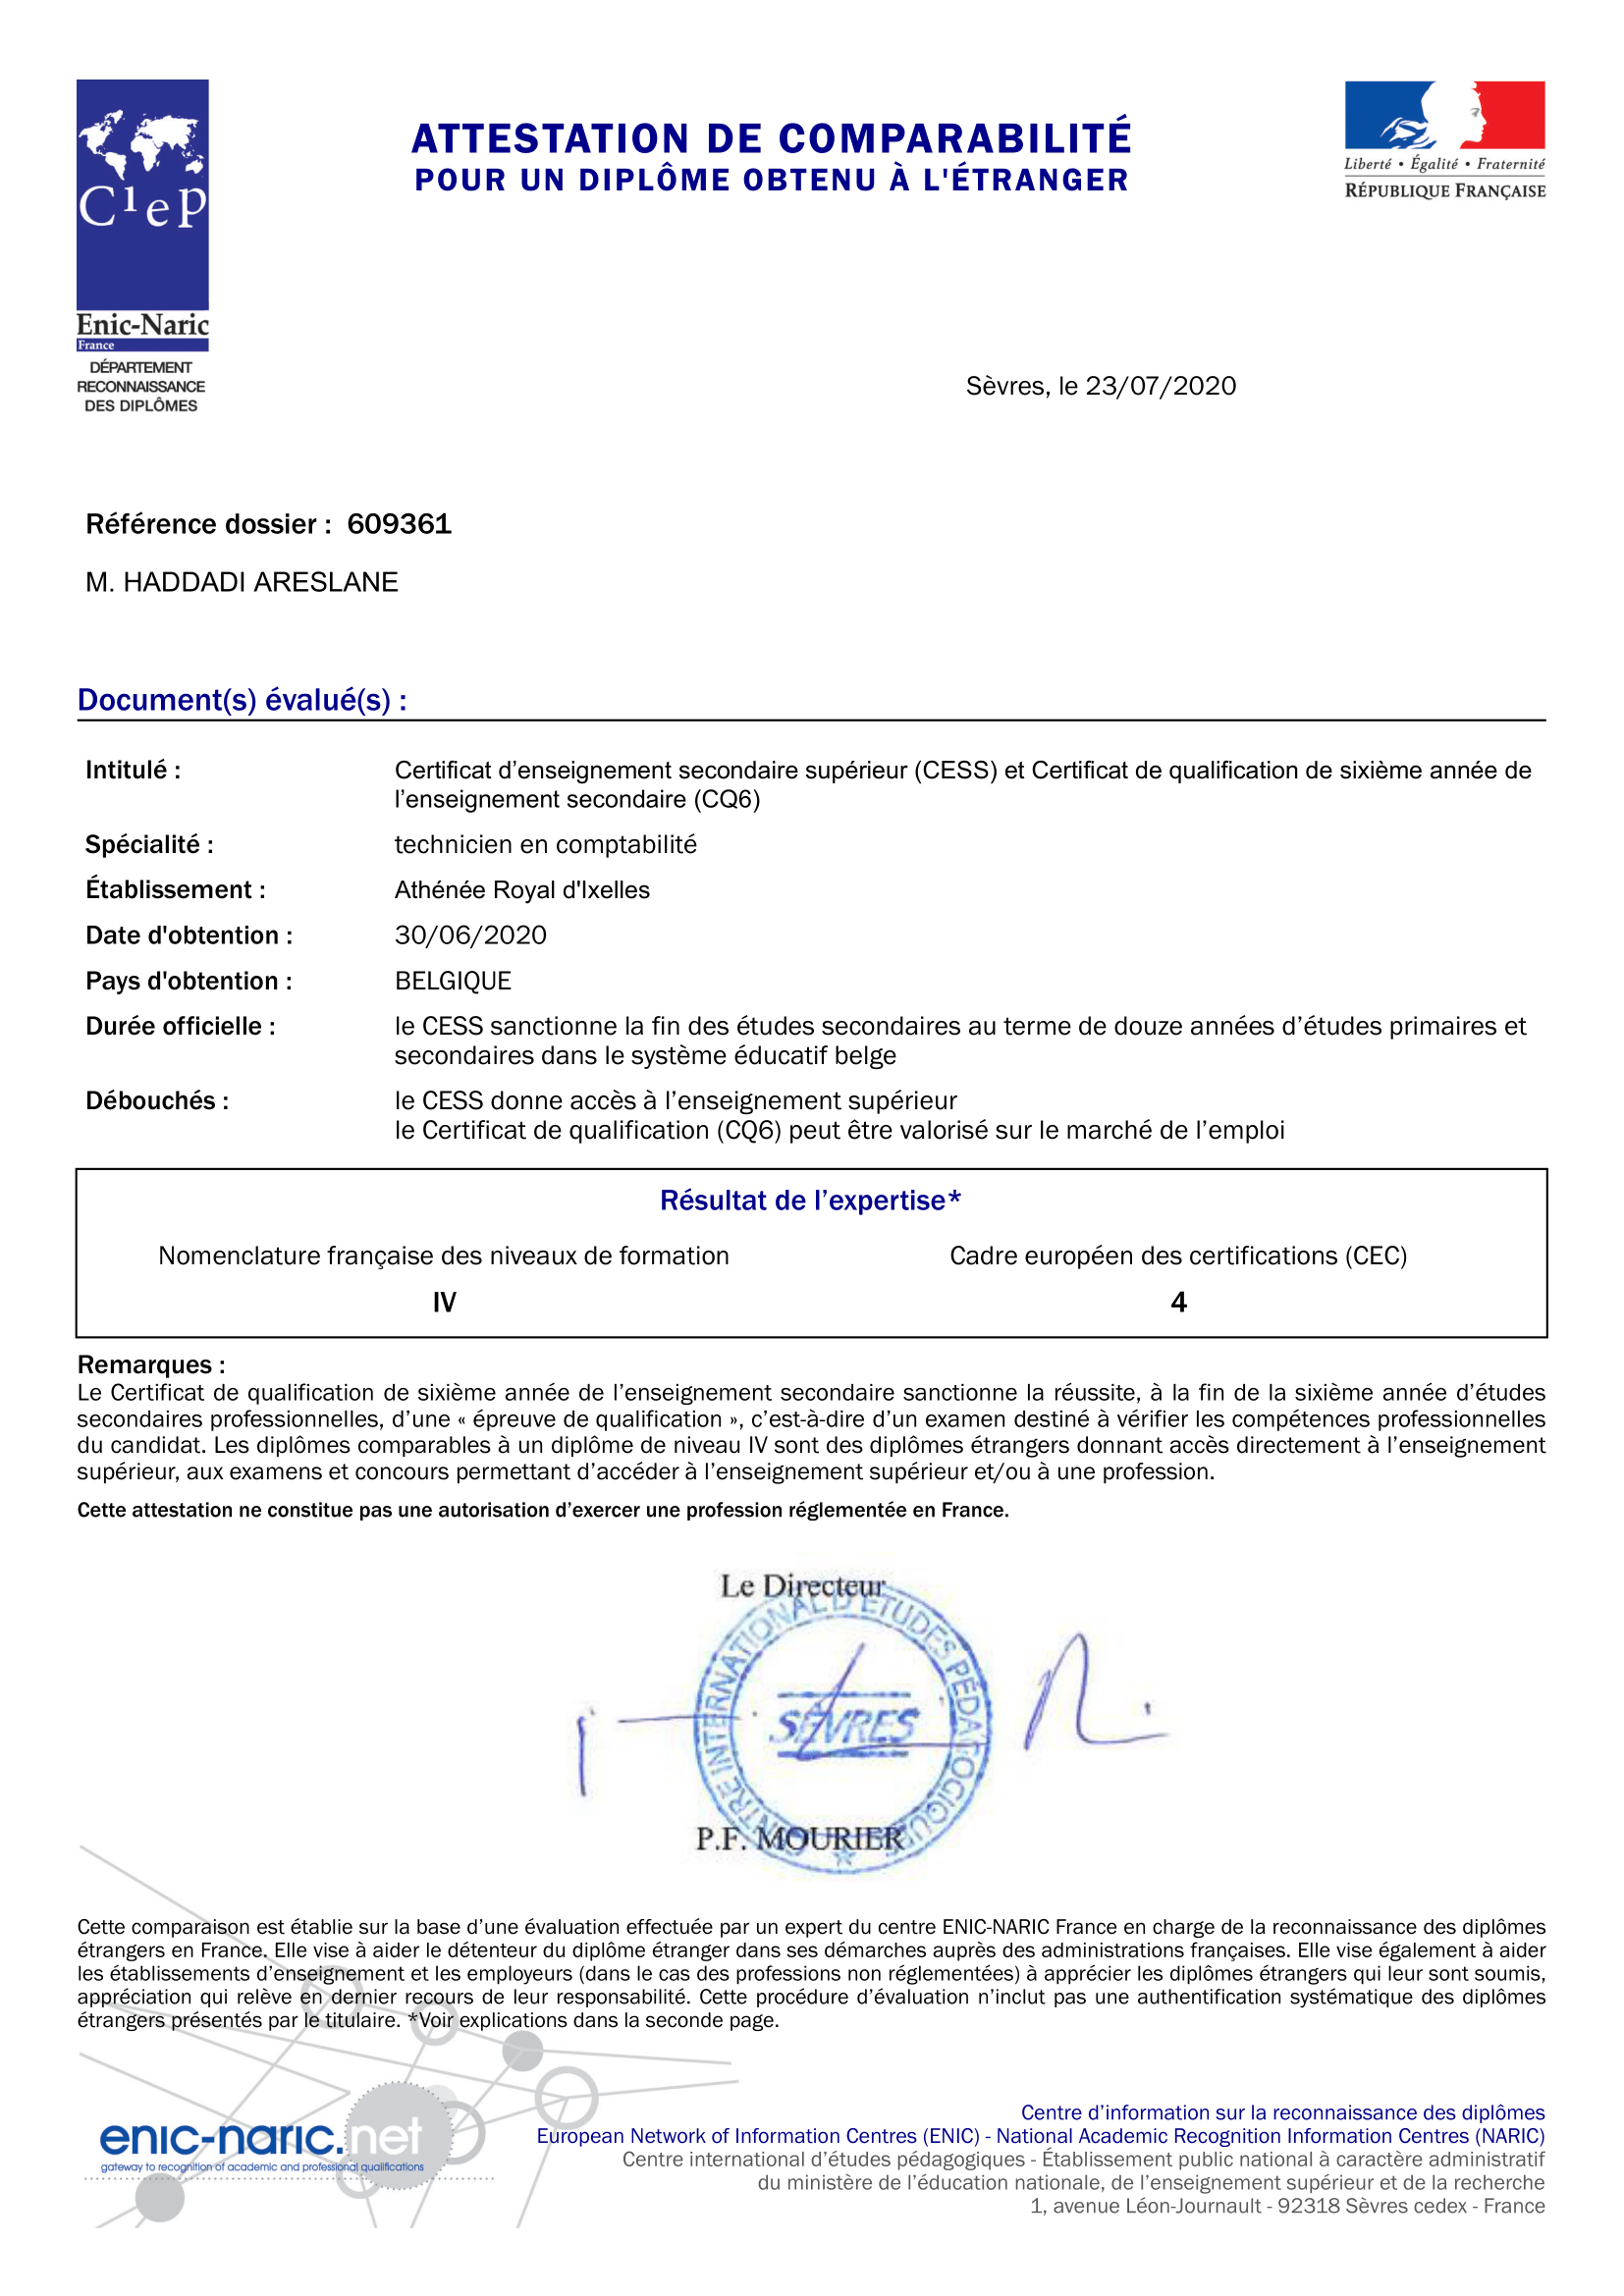 Ciep
Enic-Naric
France
DÉPARTEMENT
RECONNAISSANCE
DES DIPLÔMES
ATTESTATION DE COMPARABILITÉ
POUR UN DIPLÔME OBTENU À L'ÉTRANGER
Liberté • Égalité • Fraternité
RÉPUBLIQUE FRANÇAISE
Sèvres, le 23/07/2020
Référence dossier : 609361
M. HADDADI ARESLANE
Document(s) évalué(s) :
Intitulé : Certificat d’enseignement secondaire supérieur (CESS) et Certificat de qualification de sixième année de
l’enseignement secondaire (CQ6)
Spécialité : technicien en comptabilité
Établissement : Athénée Royal d'Ixelles
Date d'obtention : 30/06/2020
Pays d'obtention : BELGIQUE
Durée officielle : le CESS sanctionne la fin des études secondaires au terme de douze années d’études primaires et
secondaires dans le système éducatif belge
Débouchés : le CESS donne accès à l’enseignement supérieur
le Certificat de qualification (CQ6) peut être valorisé sur le marché de l’emploi
Résultat de l’expertise*
Nomenclature française des niveaux de formation Cadre européen des certifications (CEC)
IV 4
Remarques :
Le Certificat de qualification de sixième année de l’enseignement secondaire sanctionne la réussite, à la fin de la sixième année d’études
secondaires professionnelles, d’une « épreuve de qualification », c’est-à-dire d’un examen destiné à vérifier les compétences professionnelles
du candidat. Les diplômes comparables à un diplôme de niveau IV sont des diplômes étrangers donnant accès directement à l’enseignement
supérieur, aux examens et concours permettant d’accéder à l’enseignement supérieur et/ou à une profession.
Cette attestation ne constitue pas une autorisation d’exercer une profession réglementée en France.
Le Directeur
CENTRE INTERNATIONAL D'ETUDES PÉDAGOGIQUES
SÈVRES
P.F. MOURIER
Cette comparaison est établie sur la base d’une évaluation effectuée par un expert du centre ENIC-NARIC France en charge de la reconnaissance des diplômes
étrangers en France. Elle vise à aider le détenteur du diplôme étranger dans ses démarches auprès des administrations françaises. Elle vise également à aider
les établissements d’enseignement et les employeurs (dans le cas des professions non réglementées) à apprécier les diplômes étrangers qui leur sont soumis,
appréciation qui relève en dernier recours de leur responsabilité. Cette procédure d’évaluation n’inclut pas une authentification systématique des diplômes
étrangers présentés par le titulaire. *Voir explications dans la seconde page.
enic-naric.net
gateway to recognition of academic and professional qualifications
Centre d’information sur la reconnaissance des diplômes
European Network of Information Centres (ENIC) - National Academic Recognition Information Centres (NARIC)
Centre international d’études pédagogiques - Établissement public national à caractère administratif
du ministère de l’éducation nationale, de l’enseignement supérieur et de la recherche
1, avenue Léon-Journault - 92318 Sèvres cedex - France